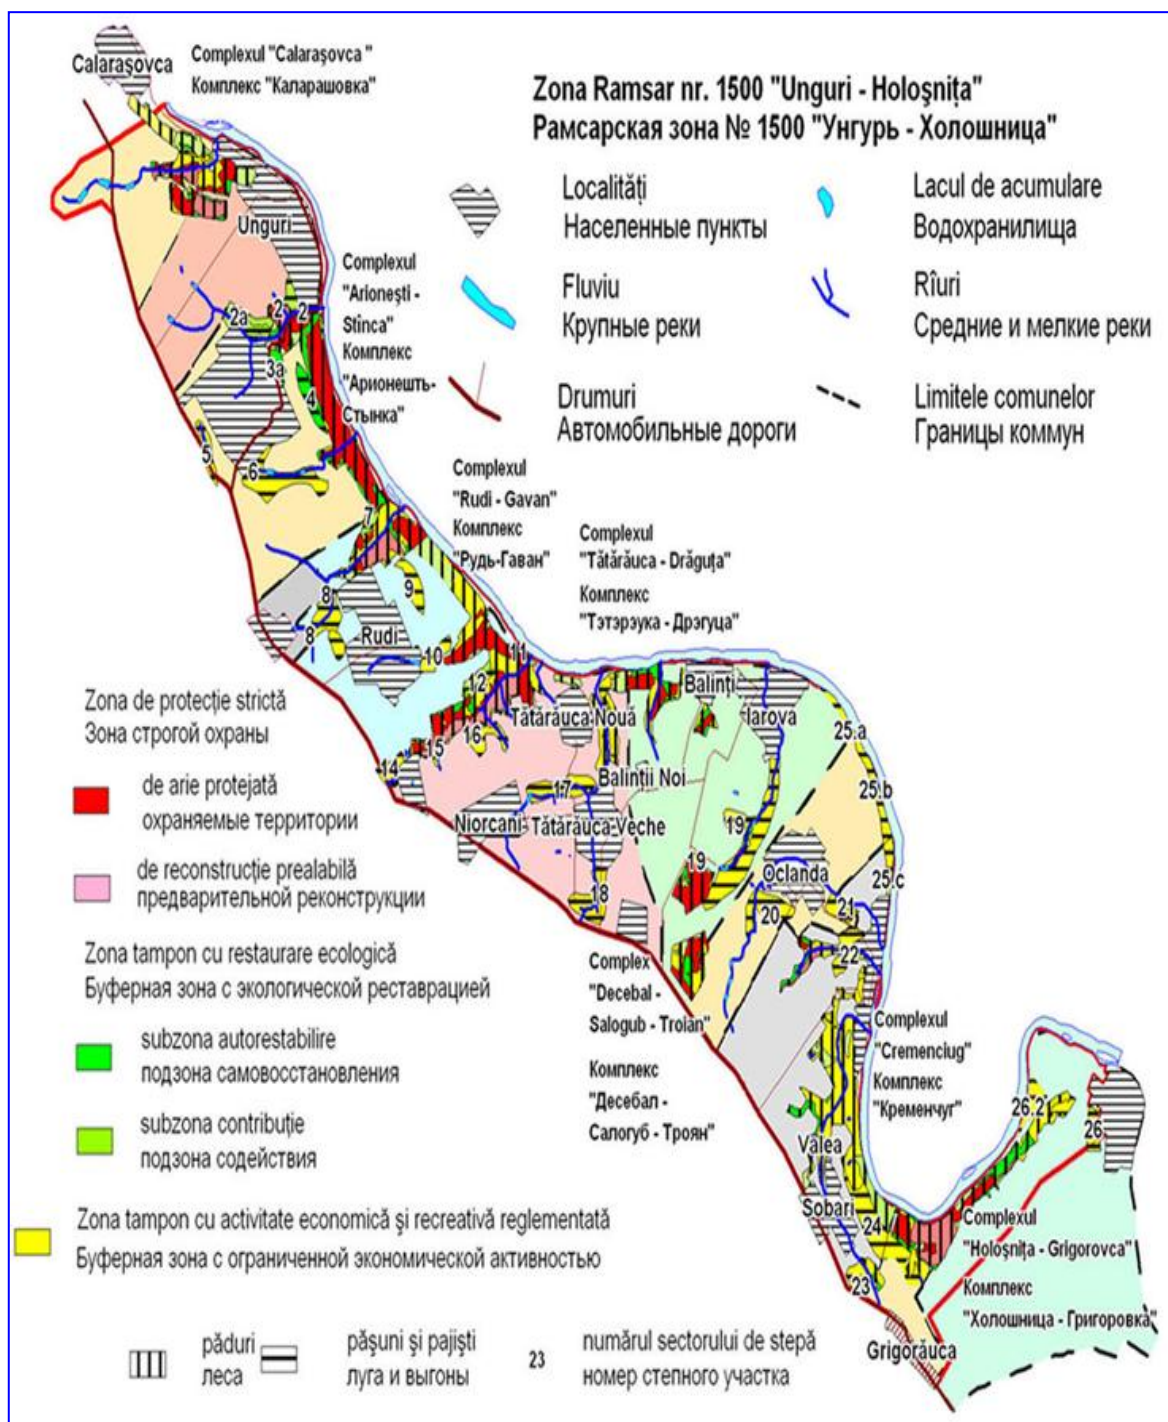 Calaraşovca
Complexul "Calaraşovca "
Комплекс "Каларашовка"
Zona Ramsar nr. 1500 "Unguri - Holoşniţa"
Рамсарская зона № 1500 "Унгурь - Холошница"
Localităţi
Населенные пункты
Lacul de acumulare
Водохранилища
Fluviu
Крупные реки
Rîuri
Средние и мелкие реки
Drumuri
Автомобильные дороги
Limitele comunelor
Границы коммун
Unguri
Complexul
"Arioneşti -
Stînca"
Комплекс
"Арионешть-
Стынка"
2a
2
2
3a
4
5
6
Complexul
"Rudi - Gavan"
Комплекс
"Рудь-Гаван"
7
8
8
9
Rudi
10
11
12
Complexul
"Tătărăuca - Drăguţa"
Комплекс
"Тэтэрэука - Дрэгуца"
14
15
16
Tătărăuca Nouă
Balinţi
Iarova
25.a
25.b
25.c
Balinţii Noi
17
Niorcani
Tătărăuca-Veche
18
19
19
Oclanda
20
21
22
Zona de protecţie strictă
Зона строгой охраны
de arie protejată
охраняемые территории
de reconstrucţie prealabilă
предварительной реконструкции
Zona tampon cu restaurare ecologică
Буферная зона с экологической реставрацией
subzona autorestabilire
подзона самовосстановления
subzona contribuţie
подзона содействия
Zona tampon cu activitate economică şi recreativă reglementată
Буферная зона с ограниченной экономической активностью
Complex
"Decebal -
Salogub - Troian"
Комплекс
"Десебал -
Салогуб - Троян"
Complexul
"Cremenciug"
Комплекс
"Кременчуг"
Valea
Sobari
23
24
26.2
26
Complexul
"Holoşniţa - Grigorovca"
Комплекс
"Холошница - Григоровка"
Grigorăuca
păduri
леса
păşuni şi pajişti
луга и выгоны
23
numărul sectorului de stepă
номер степного участка